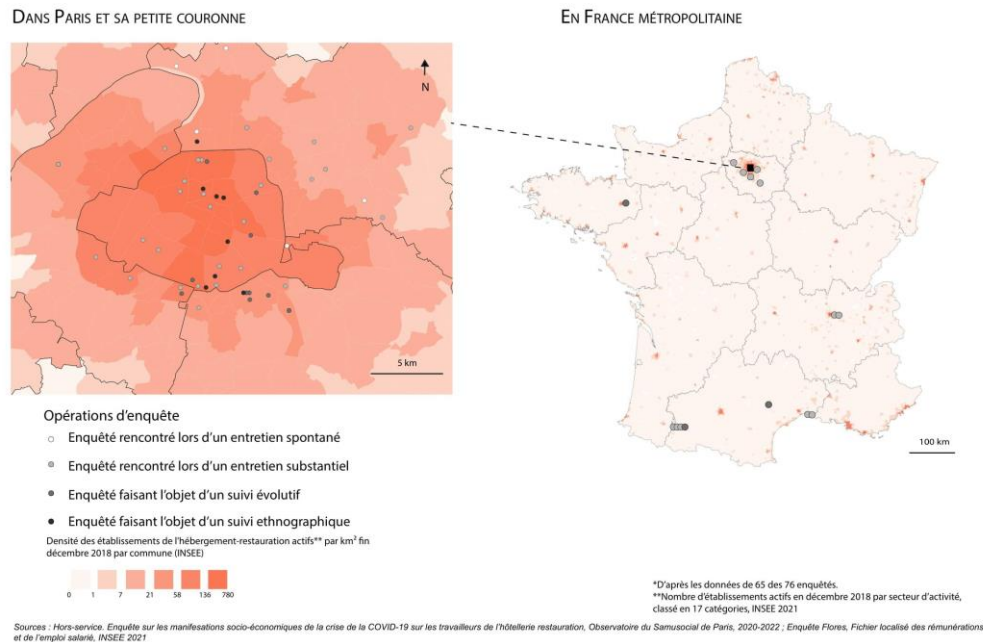 DANS PARIS ET SA PETITE COURONNE
EN FRANCE MÉTROPOLITAINE
N
5 km
100 km
Opérations d'enquête
Enquêté rencontré lors d'un entretien spontané
Enquêté rencontré lors d'un entretien substantiel
Enquêté faisant l'objet d'un suivi évolutif
Enquêté faisant l'objet d'un suivi ethnographique
Densité des établissements de l'hébergement-restauration actifs** par km² fin
décembre 2018 par commune (INSEE)
0 1 7 21 58 136 780
*D'après les données de 65 des 76 enquêtés.
**Nombre d'établissements actifs en décembre 2018 par secteur d'activité,
classé en 17 catégories, INSEE 2021
Sources : Hors-service. Enquête sur les manifesations socio-économiques de la crise de la COVID-19 sur les travailleurs de l'hôtellerie restauration, Observatoire du Samusocial de Paris, 2020-2022 ; Enquête Flores, Fichier localisé des rémunérations
et de l'emploi salarié, INSEE 2021